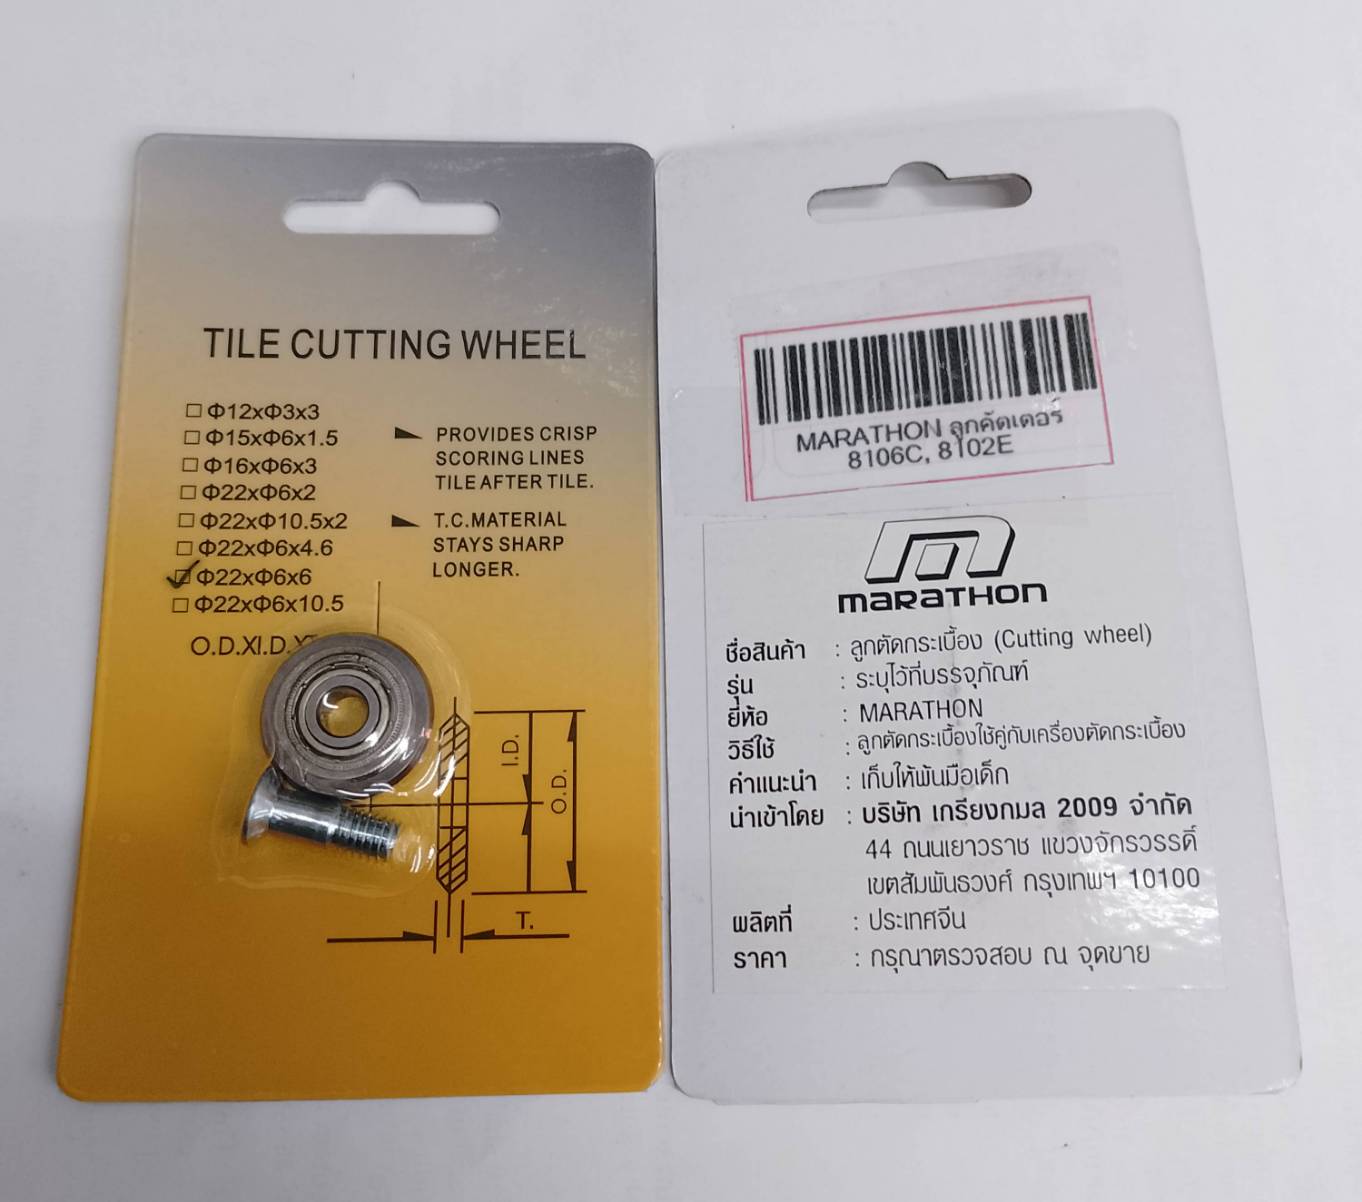 TILE CUTTING WHEEL
□Φ12xΦ3x3
□Φ15xΦ6x1.5
□Φ16xΦ6x3
□Φ22xΦ6x2
□Φ22xΦ10.5x2
□Φ22xΦ6x4.6
☑Φ22xΦ6x6
□Φ22xΦ6x10.5
O.D.XI.D.
PROVIDES CRISP
SCORING LINES
TILE AFTER TILE.
T.C.MATERIAL
STAYS SHARP
LONGER.
I.D.
O.D.
T.
MARATHON ลูกคัตเตอร์
8106C, 8102E
maRaTHON
ชื่อสินค้า : ลูกตัดกระเบื้อง (Cutting wheel)
รุ่น : ระบุไว้ที่บรรจุภัณฑ์
ยี่ห้อ : MARATHON
วิธีใช้ : ลูกตัดกระเบื้องใช้คู่กับเครื่องตัดกระเบื้อง
คำแนะนำ : เก็บให้พ้นมือเด็ก
นำเข้าโดย : บริษัท เกรียงกมล 2009 จำกัด
44 ถนนเยาวราช แขวงจักรวรรดิ์
เขตสัมพันธวงศ์ กรุงเทพฯ 10100
ผลิตที่ : ประเทศจีน
ราคา : กรุณาตรวจสอบ ณ จุดขาย